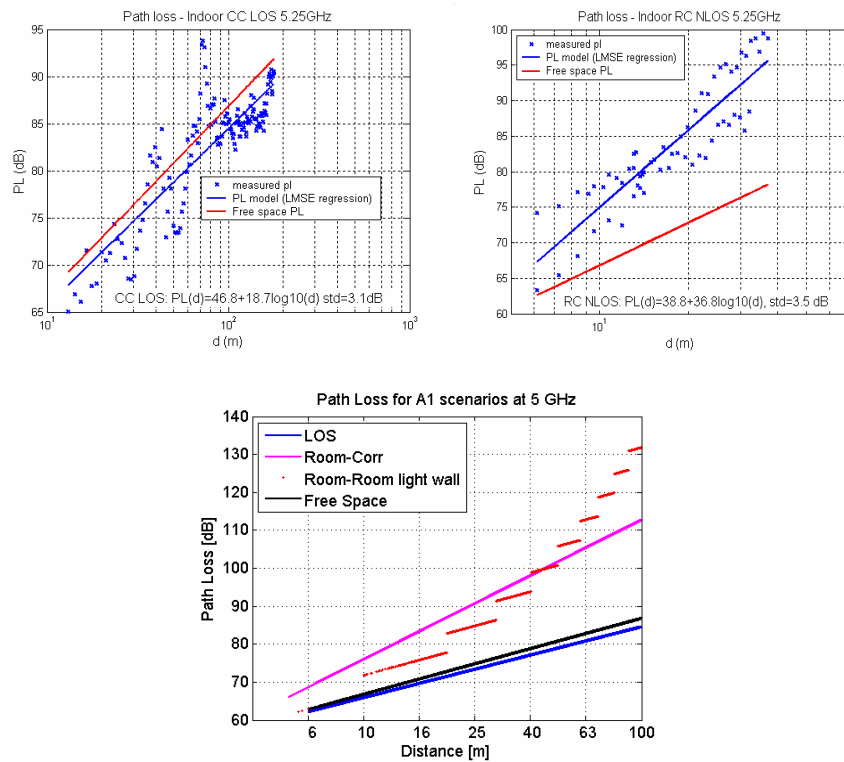 Path loss - Indoor CC LOS 5.25GHz
PL (dB)
95
90
85
80
75
70
65
measured pl
PL model (LMSE regression)
Free space PL
CC LOS: PL(d)=46.8+18.7log10(d) std=3.1dB
10^1
10^2
10^3
d (m)
Path loss - Indoor RC NLOS 5.25GHz
PL (dB)
100
95
90
85
80
75
70
65
60
measured pl
PL model (LMSE regression)
Free space PL
RC NLOS: PL(d)=38.8+36.8log10(d), std=3.5 dB
10^1
d (m)
Path Loss for A1 scenarios at 5 GHz
Path Loss [dB]
140
130
120
110
100
90
80
70
60
LOS
Room-Corr
Room-Room light wall
Free Space
6
10
16
25
40
63
100
Distance [m]